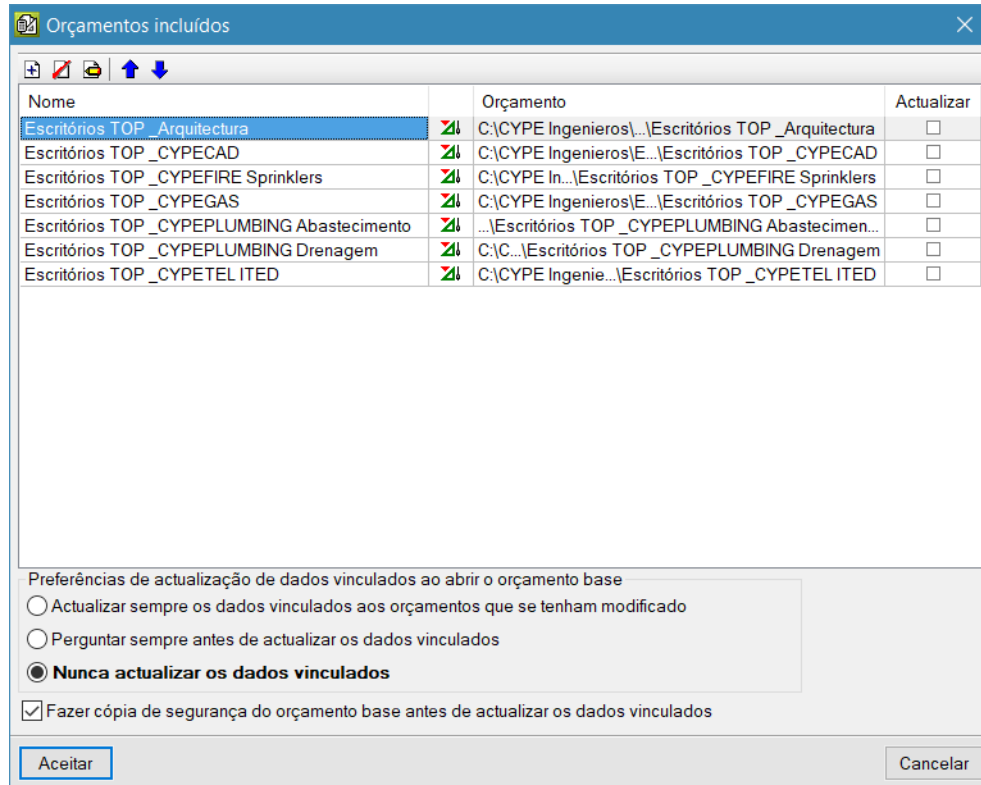 Orçamentos incluídos
Nome Orçamento Actualizar
Escritórios TOP _Arquitectura C:\CYPE Ingenieros\...\Escritórios TOP _Arquitectura
Escritórios TOP _CYPECAD C:\CYPE Ingenieros\E...\Escritórios TOP _CYPECAD
Escritórios TOP _CYPEFIRE Sprinklers C:\CYPE In...\Escritórios TOP _CYPEFIRE Sprinklers
Escritórios TOP _CYPEGAS C:\CYPE Ingenieros\E...\Escritórios TOP _CYPEGAS
Escritórios TOP _CYPEPLUMBING Abastecimento ...\Escritórios TOP _CYPEPLUMBING Abastecimen...
Escritórios TOP _CYPEPLUMBING Drenagem C:\C...\Escritórios TOP _CYPEPLUMBING Drenagem
Escritórios TOP _CYPETEL ITED C:\CYPE Ingenie...\Escritórios TOP _CYPETEL ITED
Preferências de actualização de dados vinculados ao abrir o orçamento base
Actualizar sempre os dados vinculados aos orçamentos que se tenham modificado
Perguntar sempre antes de actualizar os dados vinculados
Nunca actualizar os dados vinculados
Fazer cópia de segurança do orçamento base antes de actualizar os dados vinculados
Aceitar Cancelar